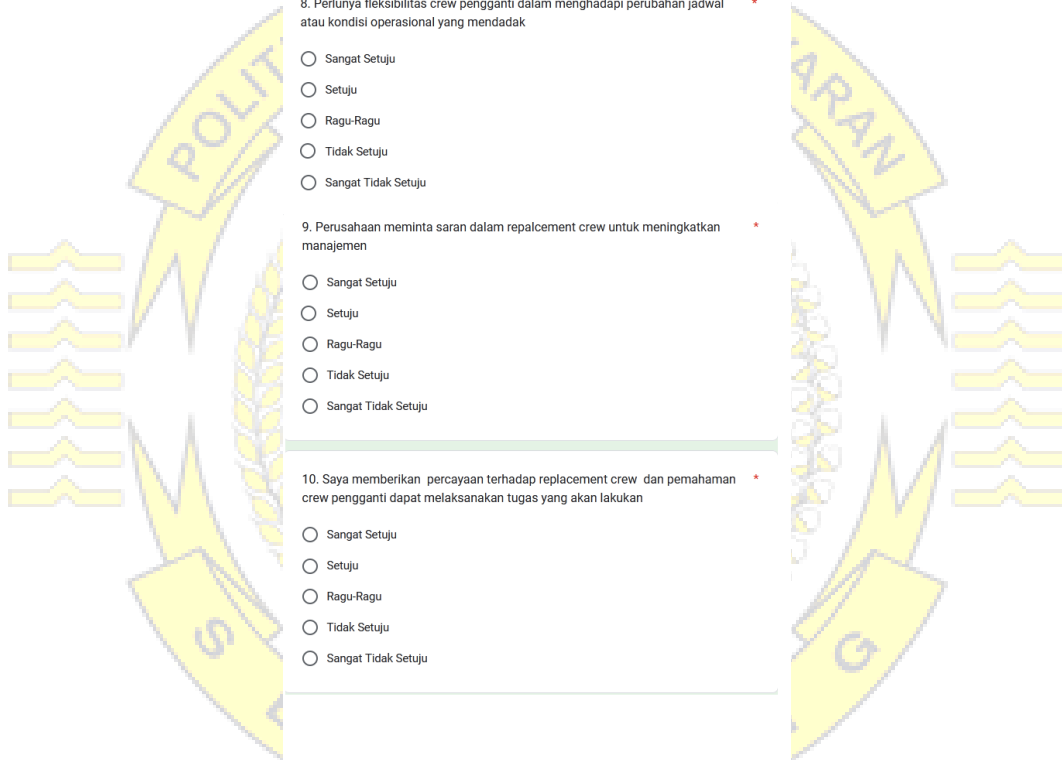 8. Perlunya fleksibilitas crew pengganti dalam menghadapi perubahan jadwal *
atau kondisi operasional yang mendadak
Sangat Setuju
Setuju
Ragu-Ragu
Tidak Setuju
Sangat Tidak Setuju
9. Perusahaan meminta saran dalam repalcement crew untuk meningkatkan *
manajemen
Sangat Setuju
Setuju
Ragu-Ragu
Tidak Setuju
Sangat Tidak Setuju
10. Saya memberikan percayaan terhadap replacement crew dan pemahaman *
crew pengganti dapat melaksanakan tugas yang akan lakukan
Sangat Setuju
Setuju
Ragu-Ragu
Tidak Setuju
Sangat Tidak Setuju